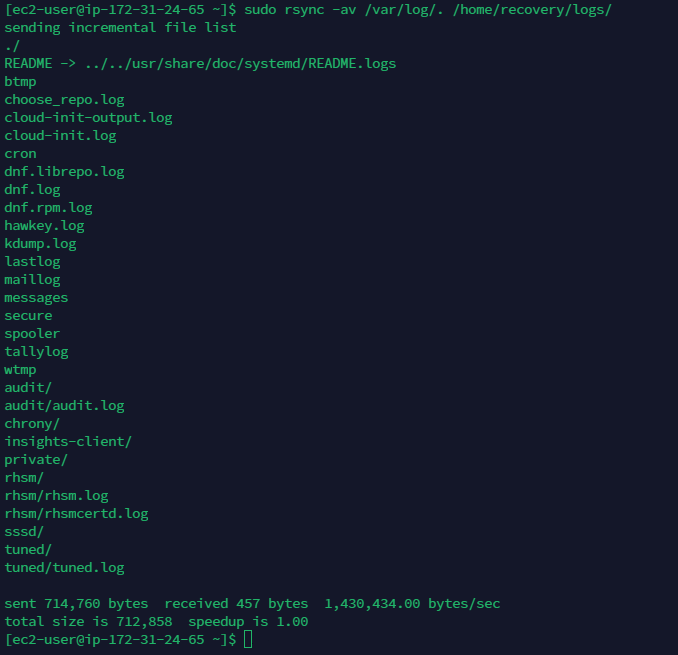 [ec2-user@ip-172-31-24-65 ~]$ sudo rsync -av /var/log/. /home/recovery/logs/
sending incremental file list
./
README -> ../../usr/share/doc/systemd/README.logs
btmp
choose_repo.log
cloud-init-output.log
cloud-init.log
cron
dnf.librepo.log
dnf.log
dnf.rpm.log
hawkey.log
kdump.log
lastlog
maillog
messages
secure
spooler
tallylog
wtmp
audit/
audit/audit.log
chrony/
insights-client/
private/
rhsm/
rhsm/rhsm.log
rhsm/rhsmcertd.log
sssd/
tuned/
tuned/tuned.log

sent 714,760 bytes  received 457 bytes  1,430,434.00 bytes/sec
total size is 712,858  speedup is 1.00
[ec2-user@ip-172-31-24-65 ~]$